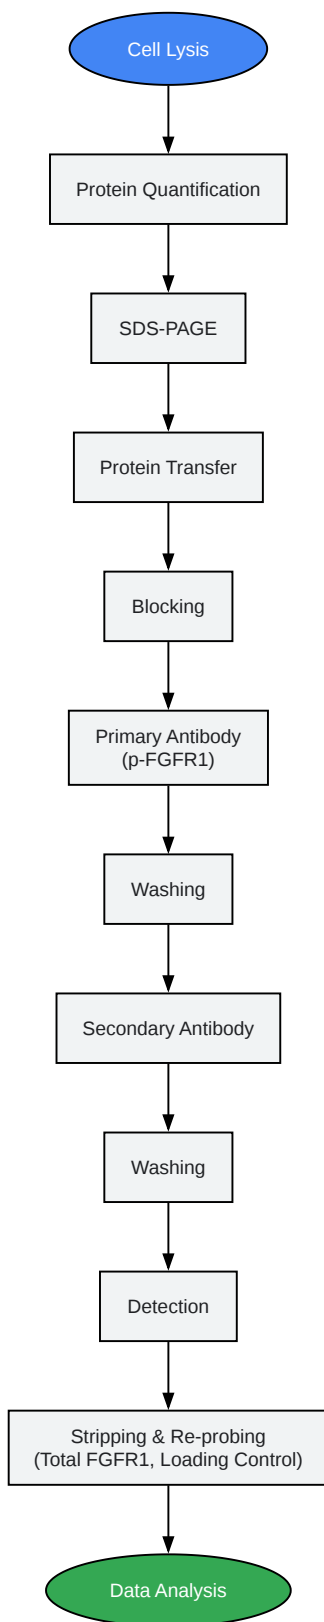 Cell Lysis
Protein Quantification
SDS-PAGE
Protein Transfer
Blocking
Primary Antibody
(p-FGFR1)
Washing
Secondary Antibody
Washing
Detection
Stripping & Re-probing
(Total FGFR1, Loading Control)
Data Analysis